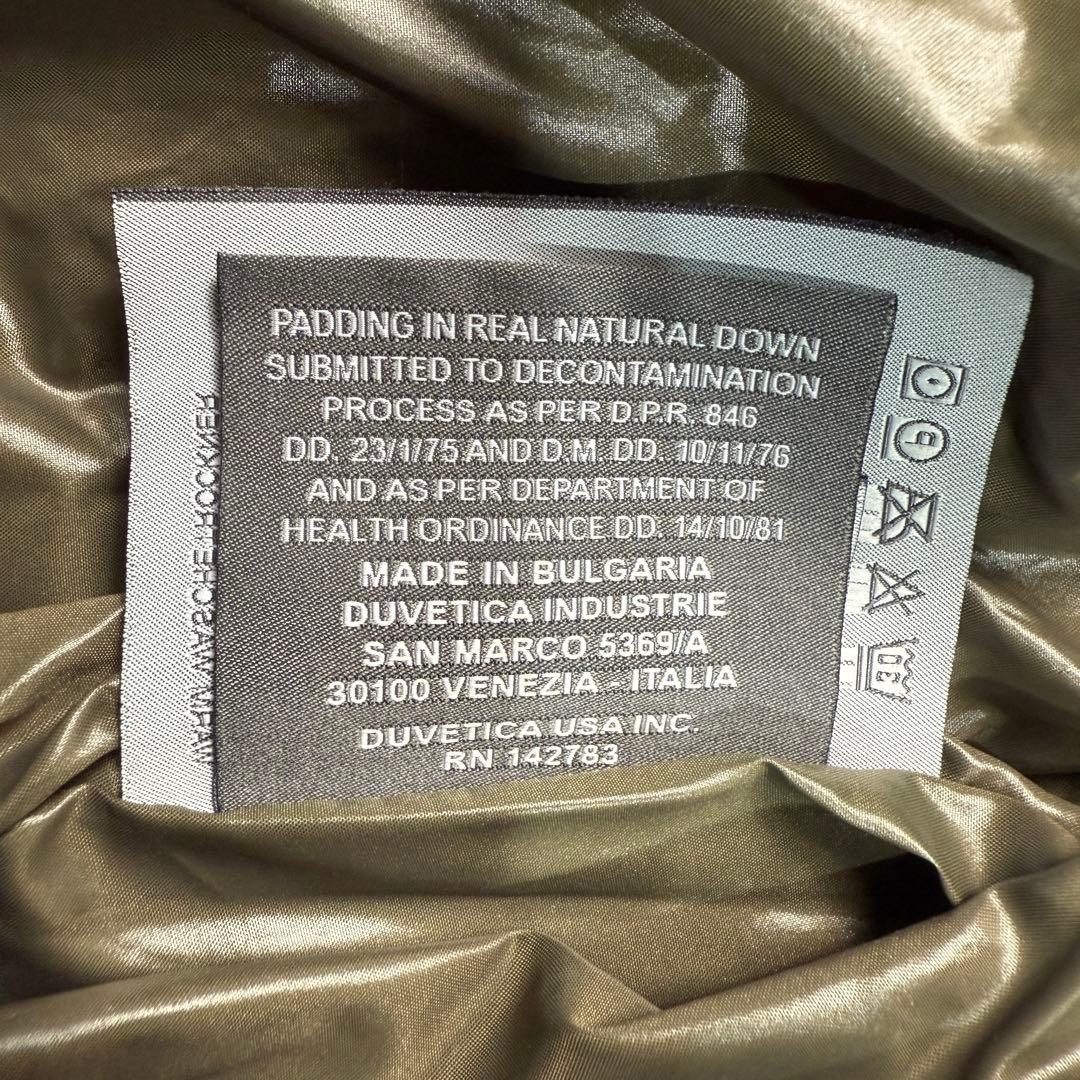 PADDING IN REAL NATURAL DOWN
SUBMITTED TO DECONTAMINATION
PROCESS AS PER D.P.R. 846
DD. 23/1/75 AND D.M. DD. 10/11/76
AND AS PER DEPARTMENT OF
HEALTH ORDINANCE DD. 14/10/81
MADE IN BULGARIA
DUVETICA INDUSTRIE
SAN MARCO 5369/A
30100 VENEZIA - ITALIA
DUVETICA USA INC.
RN 142783
P